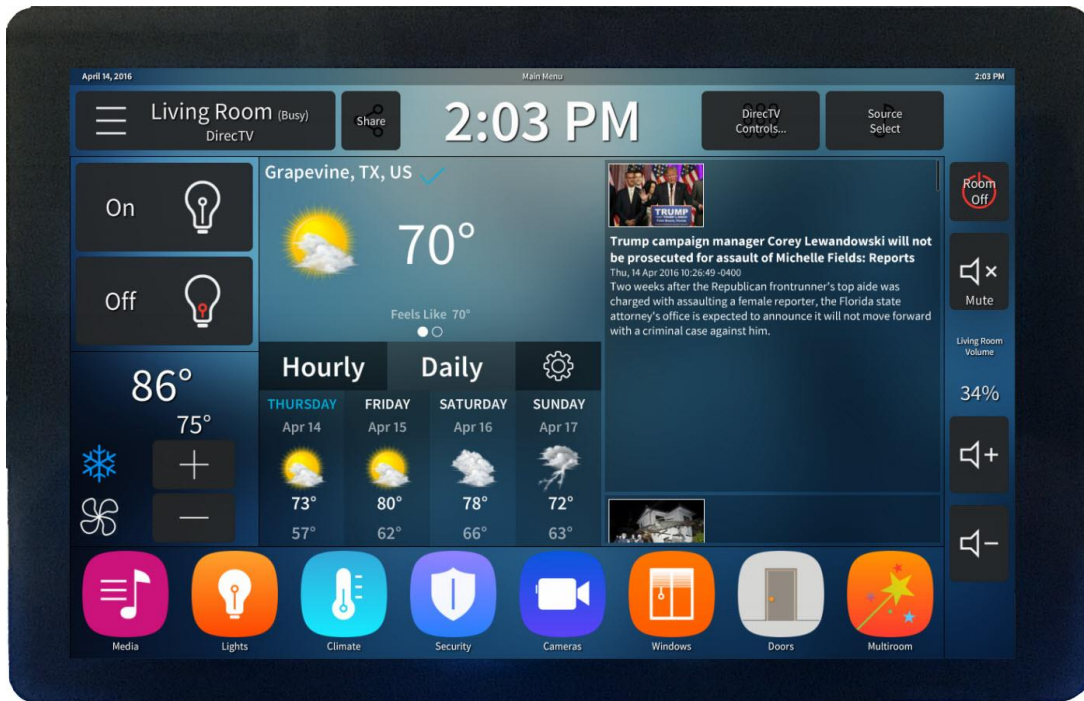 April 14, 2016
Main Menu
2:03 PM
Living Room (Busy)
DirecTV
Share
2:03 PM
DirecTV
Controls...
Source
Select
On
Off
86°
75°
Grapevine, TX, US
70°
Feels Like 70°
Hourly
Daily
THURSDAY FRIDAY SATURDAY SUNDAY
Apr 14 Apr 15 Apr 16 Apr 17
73° 80° 78° 72°
57° 62° 66° 63°
TRUMP
Trump campaign manager Corey Lewandowski will not
be prosecuted for assault of Michelle Fields: Reports
Thu, 14 Apr 2016 10:26:49 -0400
Two weeks after the Republican frontrunner's top aide was
charged with assaulting a female reporter, the Florida state
attorney's office is expected to announce it will not move forward
with a criminal case against him.
Room
Off
Mute
Living Room
Volume
34%
Media Lights Climate Security Cameras Windows Doors Multiroom